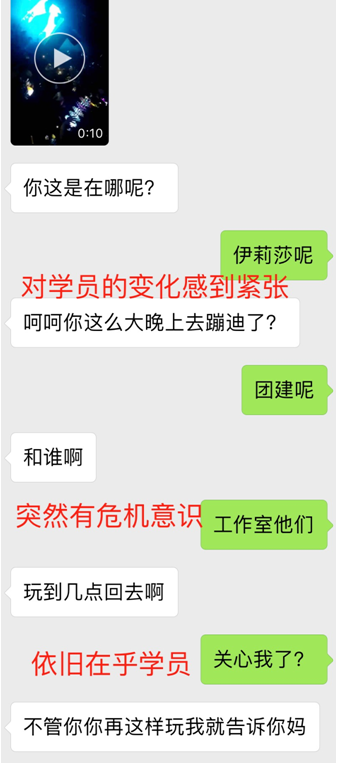 0:10
你这是在哪呢？
伊莉莎呢
对学员的变化感到紧张
呵呵你这么大晚上去蹦迪了？
团建呢
和谁啊
突然有危机意识
工作室他们
玩到几点回去啊
依旧在乎学员
关心我了？
不管你你再这样玩我就告诉你妈